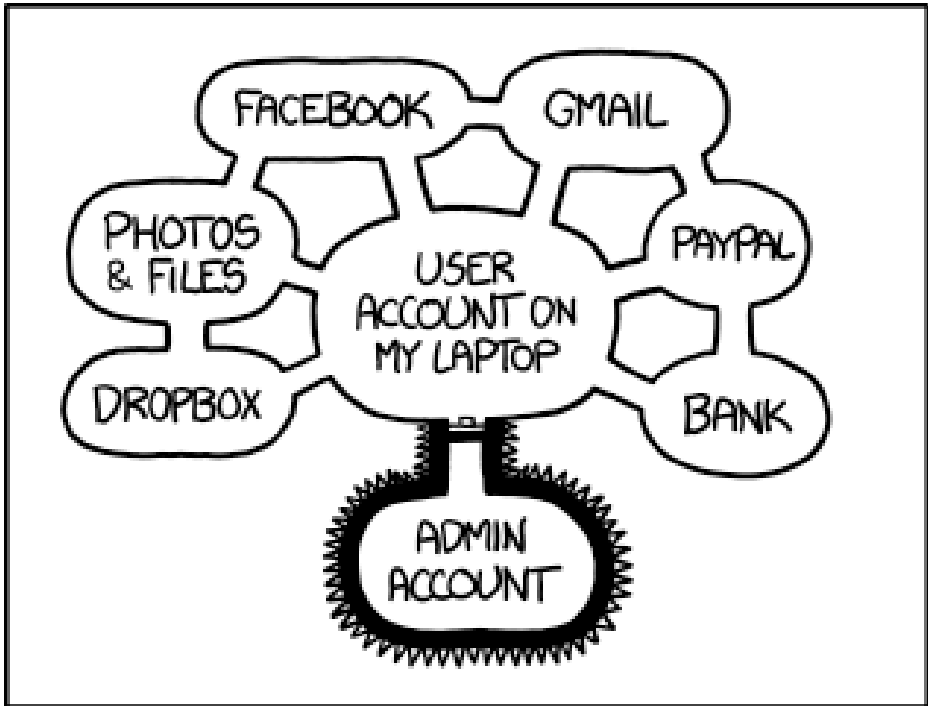 FACEBOOK
GMAIL
PHOTOS
& FILES
USER
ACCOUNT ON
MY LAPTOP
PAYPAL
DROPBOX
BANK
ADMIN
ACCOUNT